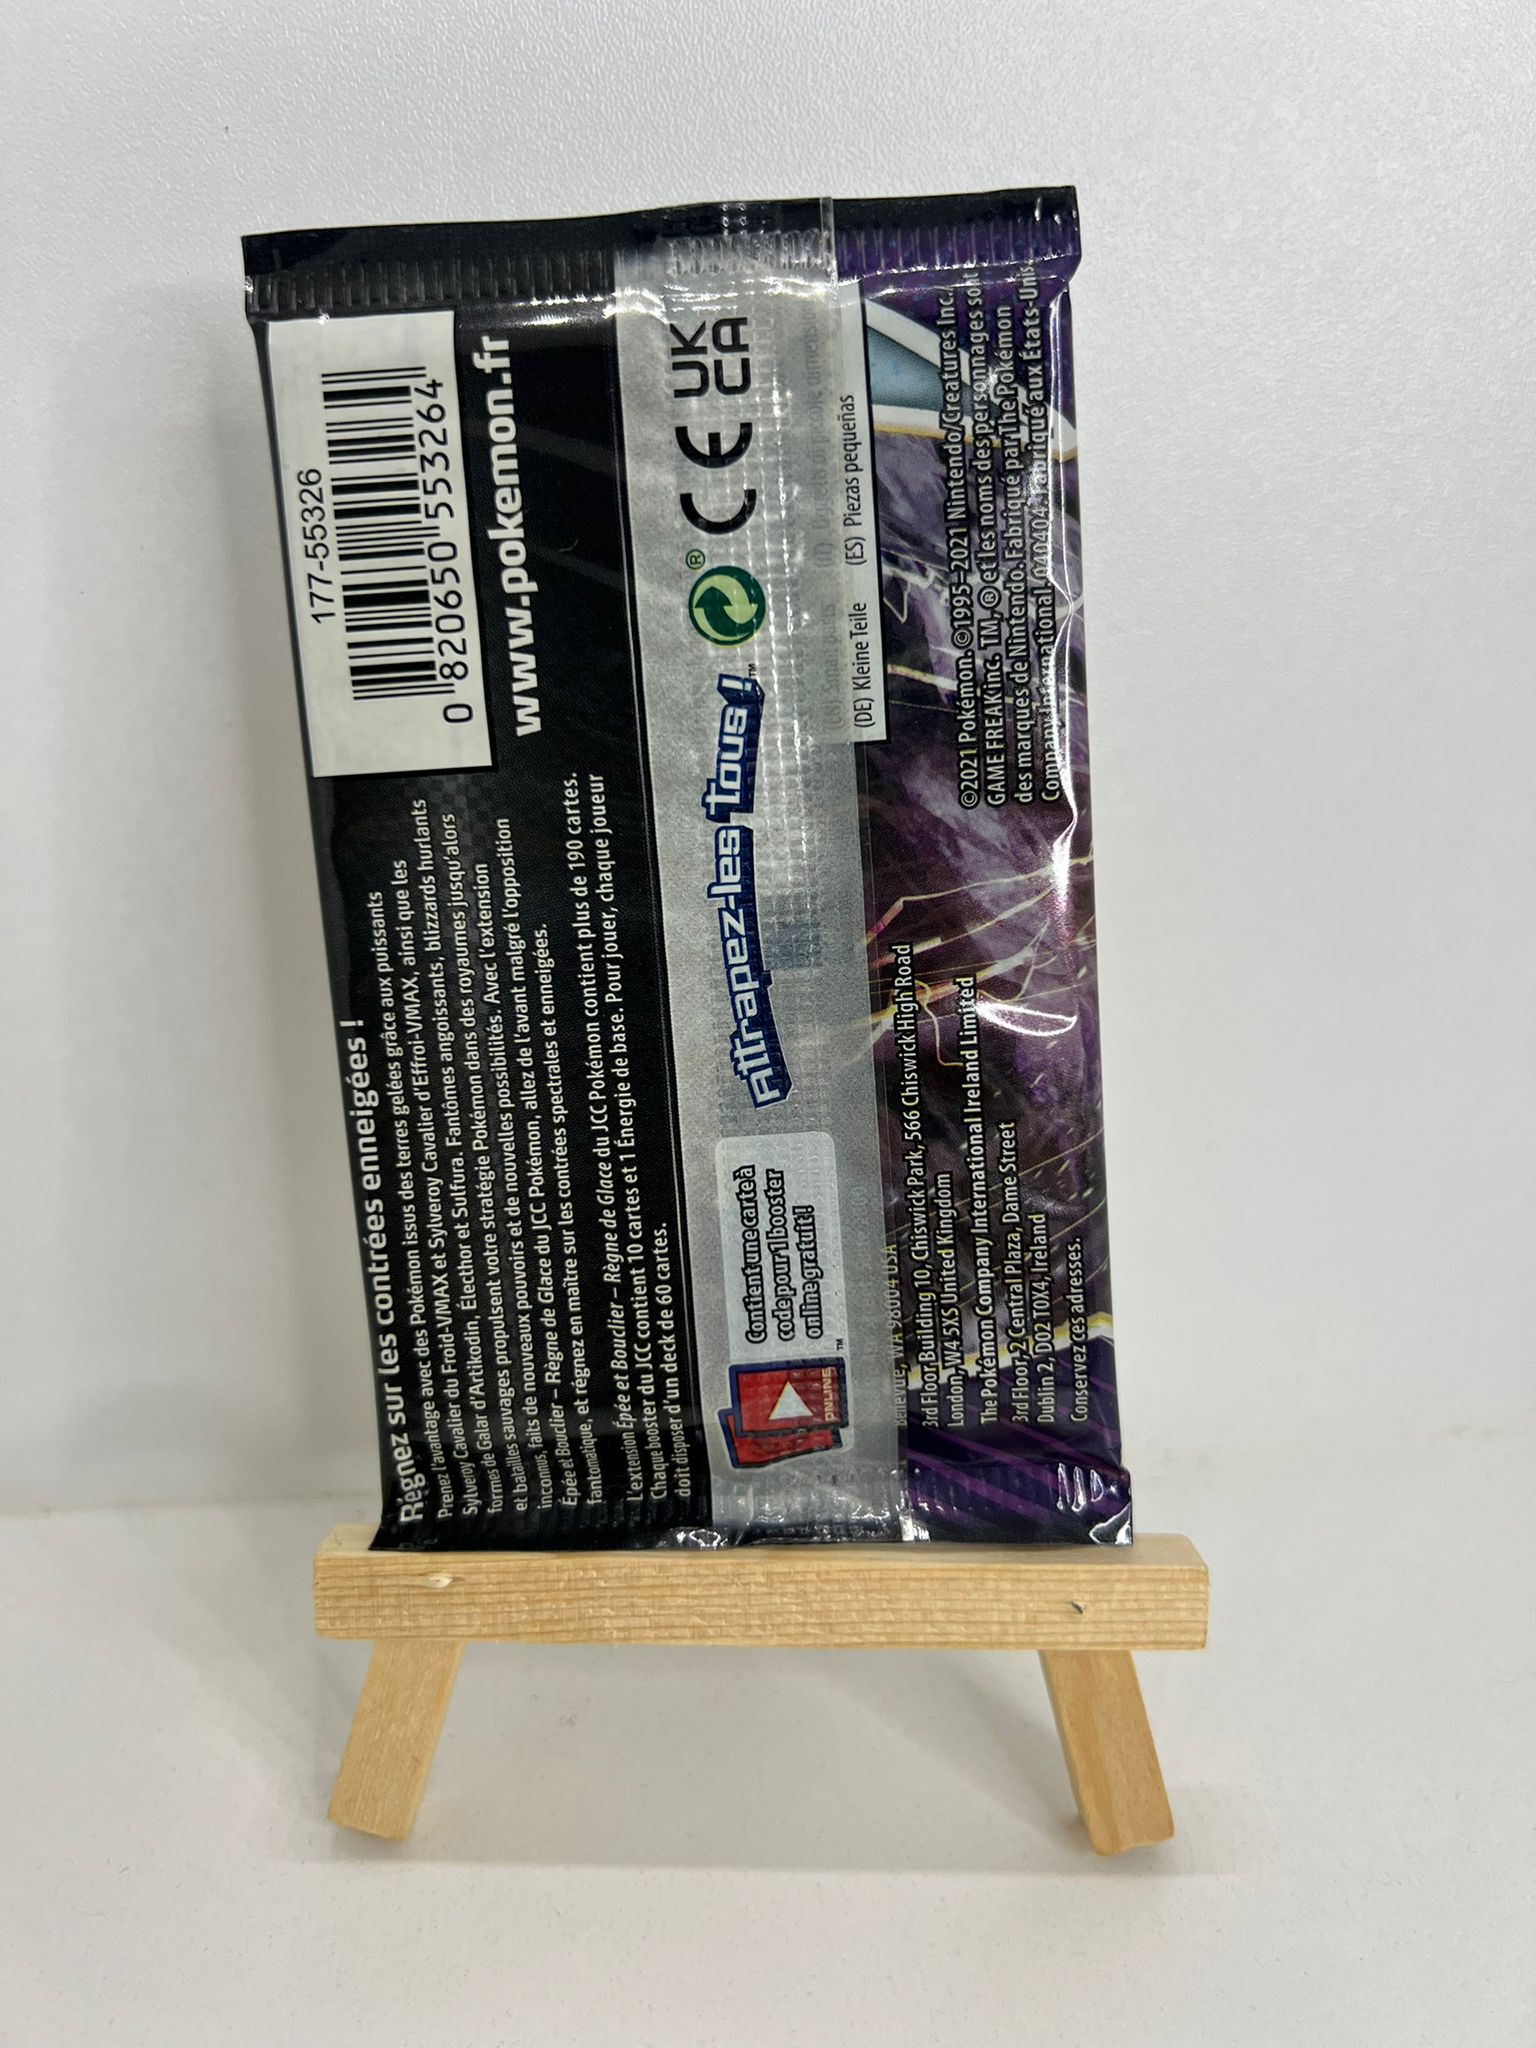 Régnez sur les contrées enneigées !
Prenez l'avantage avec des Pokémon issus des terres gelées grâce aux puissants
Sylveroy Cavalier du Froid-VMAX et Sylveroy Cavalier d'Effroi-VMAX, ainsi que les
formes de Galar d'Artikodin, Électhor et Sulfura. Fantômes angoissants, blizzards hurlants
et batailles sauvages propulsent votre stratégie Pokémon dans des royaumes jusqu'alors
inconnus, faits de nouveaux pouvoirs et de nouvelles possibilités. Avec l'extension
Épée et Bouclier – Règne de Glace du JCC Pokémon, allez de l'avant malgré l'opposition
fantomatique, et régnez en maître sur les contrées spectrales et enneigées.
L'extension Épée et Bouclier – Règne de Glace du JCC Pokémon contient plus de 190 cartes.
Chaque booster du JCC contient 10 cartes et 1 Énergie de base. Pour jouer, chaque joueur
doit disposer d'un deck de 60 cartes.
177-55326
0 820650 553264
www.pokemon.fr
ONLINE
TM
Contient une carte à
code pour 1 booster
online gratuit !
Attrapez-les tous !™
®
CE
UK
CA
(DE) Kleine Teile (ES) Piezas pequeñas
Bellevue, WA 98004 USA
3rd Floor, Building 10, Chiswick Park, 566 Chiswick High Road
London, W4 5XS United Kingdom
The Pokémon Company International Ireland Limited
3rd Floor, 2 Central Plaza, Dame Street
Dublin 2, D02 T0X4, Ireland
Conservez ces adresses.
©2021 Pokémon. ©1995–2021 Nintendo/Creatures Inc./
GAME FREAK inc. TM, ® et les noms des personnages sont
des marques de Nintendo. Fabriqué par The Pokémon
Company International. 040404. Fabriqué aux États-Unis